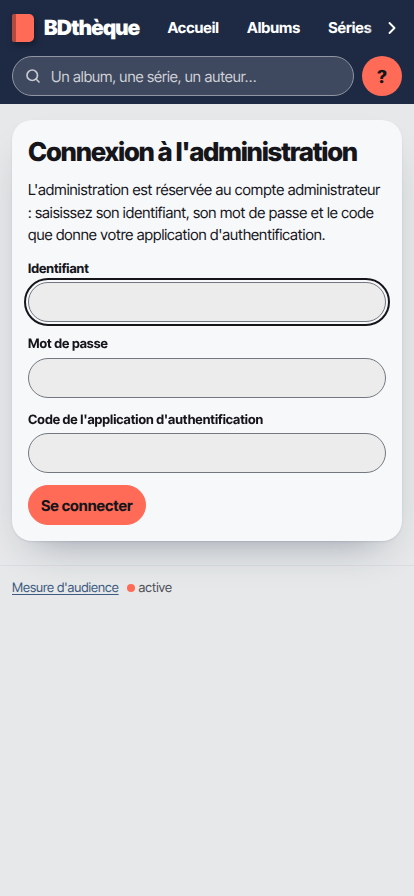 BDthèque
Accueil
Albums
Séries
Un album, une série, un auteur...
?
Connexion à l'administration
L'administration est réservée au compte administrateur
: saisissez son identifiant, son mot de passe et le code
que donne votre application d'authentification.
Identifiant
Mot de passe
Code de l'application d'authentification
Se connecter
Mesure d'audience
active